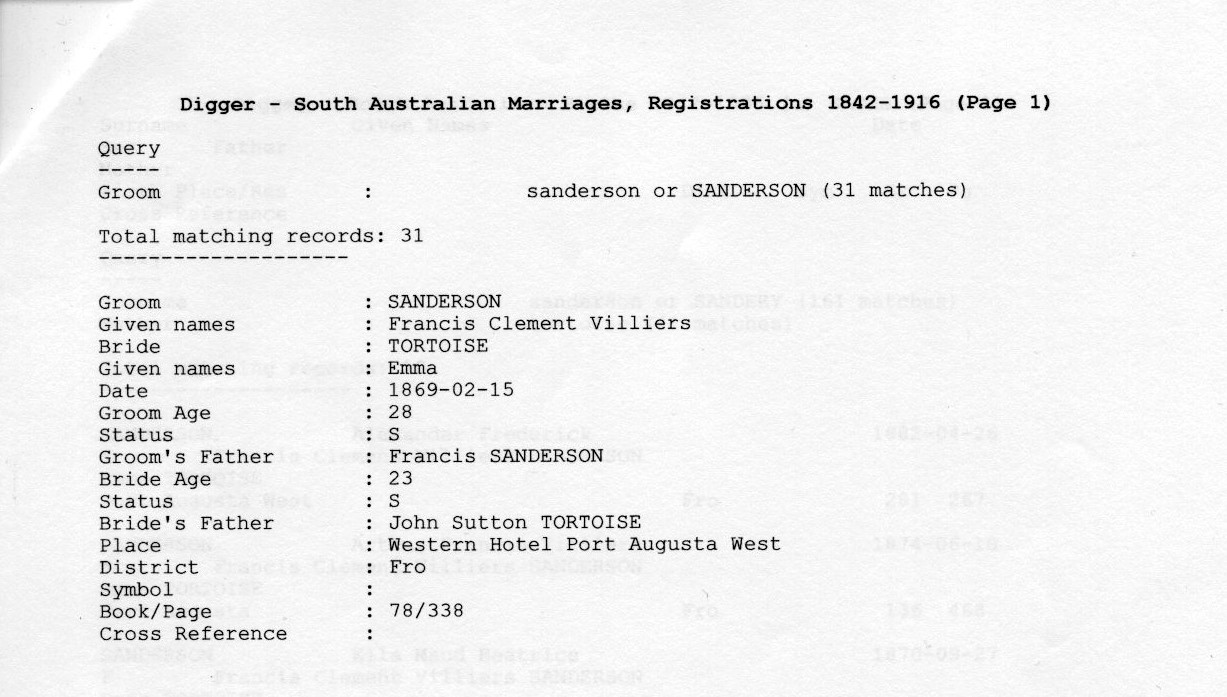 Digger - South Australian Marriages, Registrations 1842-1916 (Page 1)
Query
-----
Groom : sanderson or SANDERSON (31 matches)
Total matching records: 31
--------------------
Groom : SANDERSON
Given names : Francis Clement Villiers
Bride : TORTOISE
Given names : Emma
Date : 1869-02-15
Groom Age : 28
Status : S
Groom's Father : Francis SANDERSON
Bride Age : 23
Status : S
Bride's Father : John Sutton TORTOISE
Place : Western Hotel Port Augusta West
District : Fro
Symbol :
Book/Page : 78/338
Cross Reference :